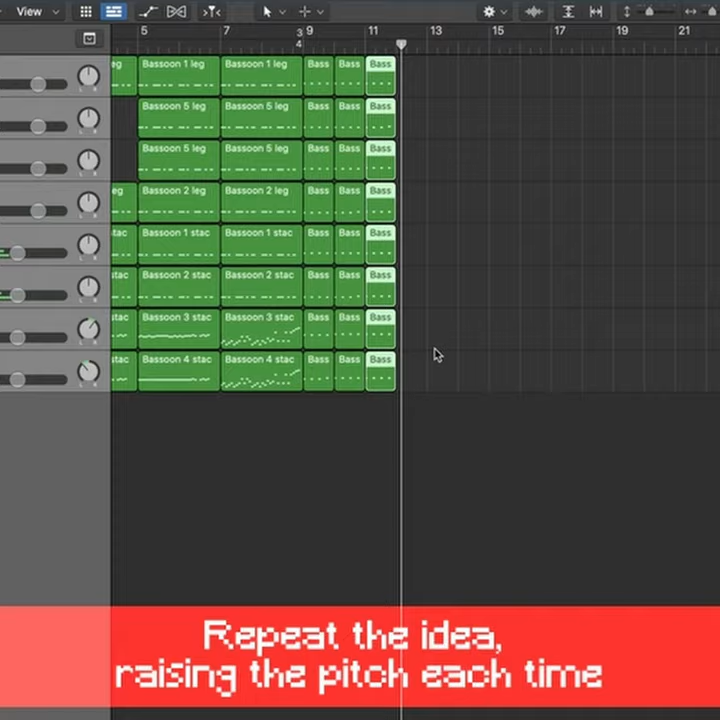 View
5 7 3 9 11 13 15 17 19 21
4
eg Bassoon 1 leg Bassoon 1 leg Bass Bass Bass
Bassoon 5 leg Bassoon 5 leg Bass Bass Bass
Bassoon 5 leg Bassoon 5 leg Bass Bass Bass
eg Bassoon 2 leg Bassoon 2 leg Bass Bass Bass
stac Bassoon 1 stac Bassoon 1 stac Bass Bass Bass
stac Bassoon 2 stac Bassoon 2 stac Bass Bass Bass
stac Bassoon 3 stac Bassoon 3 stac Bass Bass Bass
stac Bassoon 4 stac Bassoon 4 stac Bass Bass Bass
Repeat the idea,
raising the pitch each time